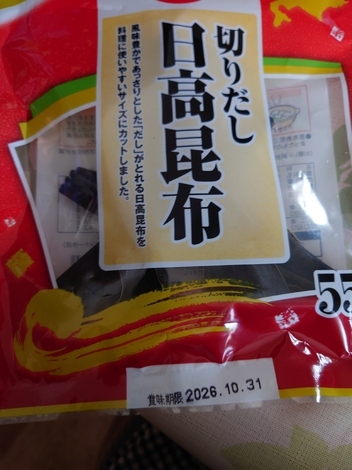 切りだし
日高昆布
風味豊かであっさりとした「だし」がとれる日高昆布を
料理に使いやすいサイズにカットしました。
55
賞味期限 2026.10.31